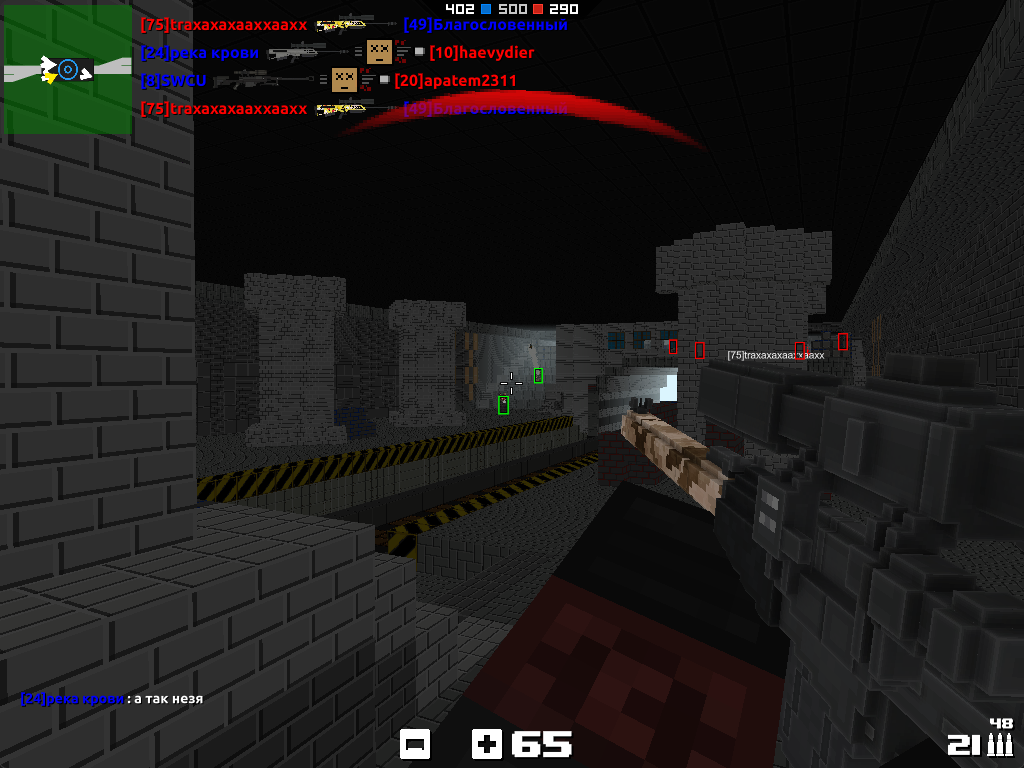 402 500 290
[75]traxaxaxaaxxaaxx [49]Благословенный
[24]река крови [10]haevydier
[8]SWCU [20]apatem2311
[75]traxaxaxaaxxaaxx [49]Благословенный
[75]traxaxaxaaxxaaxx
[24]река крови: а так незя
65
48
21